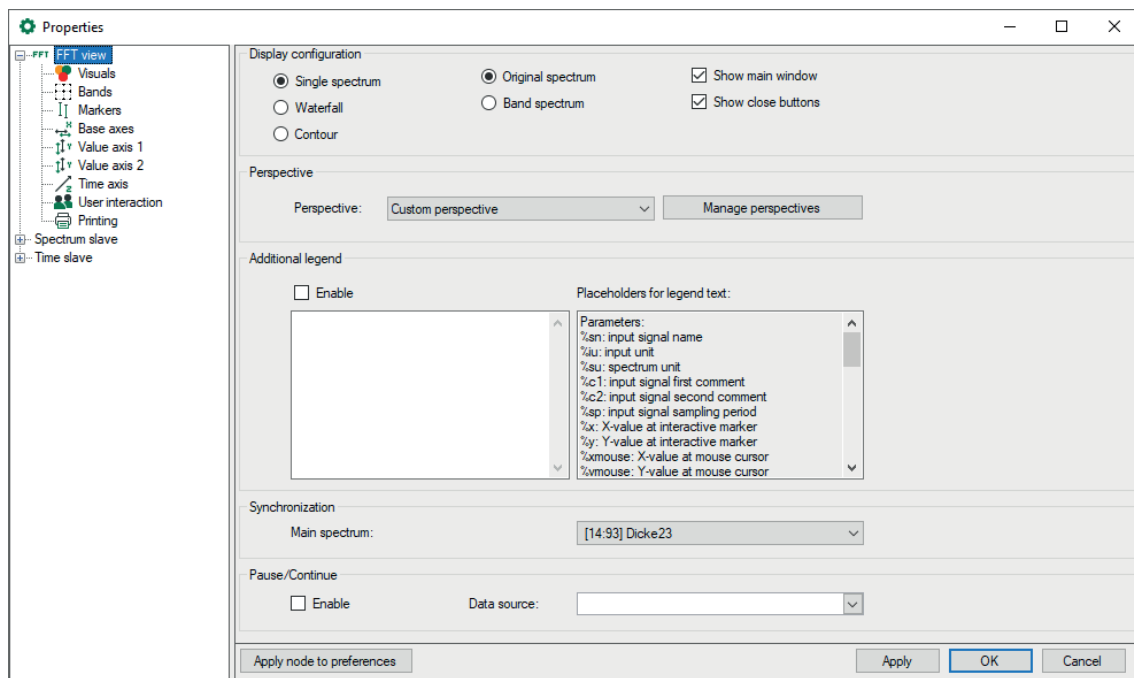 Properties
FFT FFT view
Visuals
Bands
Markers
X Base axes
Y Value axis 1
Y Value axis 2
Z Time axis
User interaction
Printing
Spectrum slave
Time slave
Display configuration
Single spectrum
Waterfall
Contour
Original spectrum
Band spectrum
Show main window
Show close buttons
Perspective
Perspective: Custom perspective Manage perspectives
Additional legend
Enable
Placeholders for legend text:
Parameters:
%sn: input signal name
%iu: input unit
%su: spectrum unit
%c1: input signal first comment
%c2: input signal second comment
%sp: input signal sampling period
%x: X-value at interactive marker
%y: Y-value at interactive marker
%xmouse: X-value at mouse cursor
%ymouse: Y-value at mouse cursor
Synchronization
Main spectrum: [14:93] Dicke23
Pause/Continue
Enable Data source:
Apply node to preferences Apply OK Cancel